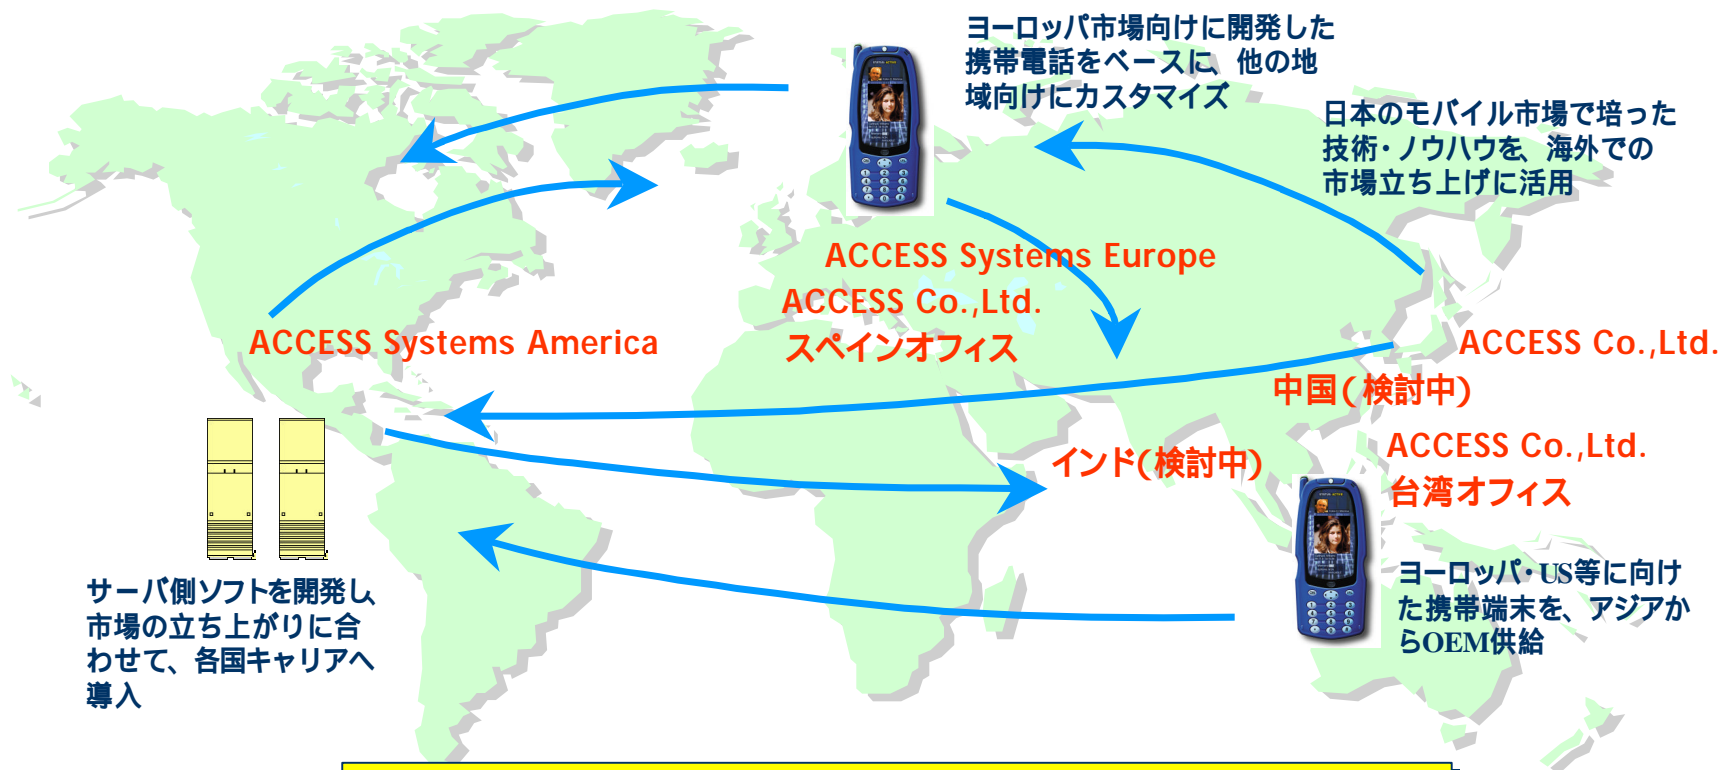 ヨーロッパ市場向けに開発した
携帯電話をベースに、他の地
域向けにカスタマイズ
日本のモバイル市場で培った
技術・ノウハウを、海外での
市場立ち上げに活用
ACCESS Systems Europe
ACCESS Co.,Ltd.
スペインオフィス
ACCESS Systems America
ACCESS Co.,Ltd.
中国(検討中)
インド(検討中)
ACCESS Co.,Ltd.
台湾オフィス
サーバ側ソフトを開発し、
市場の立ち上がりに合
わせて、各国キャリアへ
導入
ヨーロッパ・US等に向け
た携帯端末を、アジアか
らOEM供給